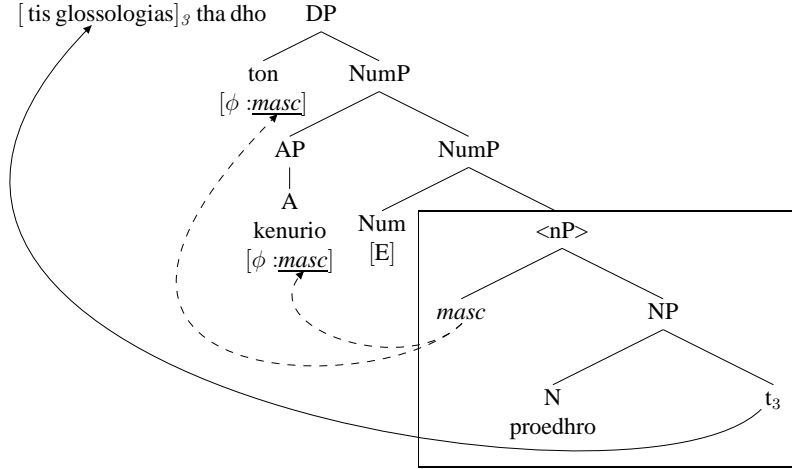 [ tis glossologias]₃ tha dho DP
ton NumP
[ϕ :masc]
AP NumP
A
Num
kenurio <nP>
[E]
[ϕ :masc]
masc NP
N t₃
proedhro